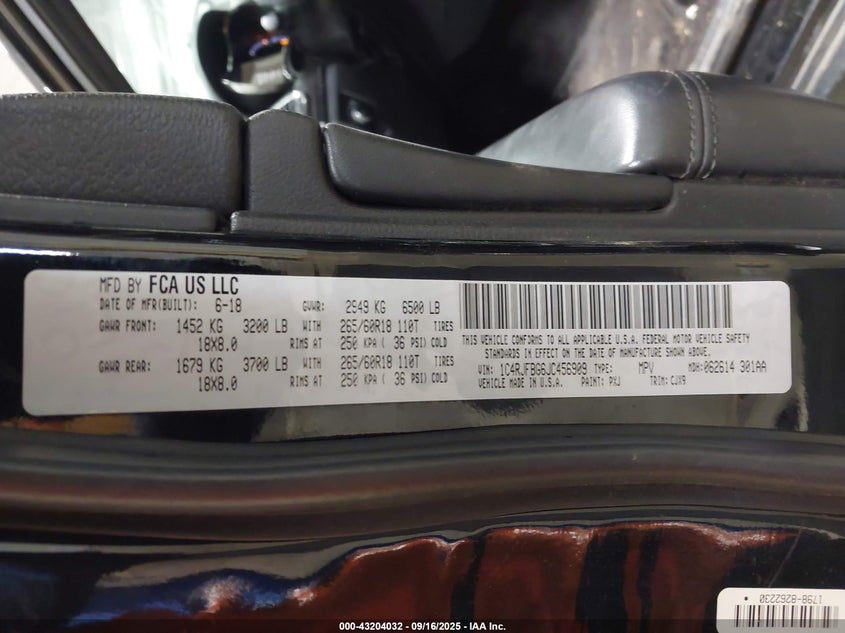 MFD BY FCA US LLC
DATE OF MFR(BUILT): 6-18 GVWR: 2949 KG 6500 LB
GAWR FRONT: 1452 KG 3200 LB WITH 265/60R18 110T TIRES
18X8.0 RIMS AT 250 KPA ( 36 PSI) COLD
GAWR REAR: 1679 KG 3700 LB WITH 265/60R18 110T TIRES
18X8.0 RIMS AT 250 KPA ( 36 PSI) COLD
THIS VEHICLE CONFORMS TO ALL APPLICABLE U.S.A. FEDERAL MOTOR VEHICLE SAFETY
STANDARDS IN EFFECT ON THE DATE OF MANUFACTURE SHOWN ABOVE.
VIN: 1C4RJFBG6JC456909 TYPE: MPV MDH: 062614 301AA
VEHICLE MADE IN U.S.A. PAINT: PXJ TRIM: CJX9
1798-8262230 *
000-43204032 - 09/16/2025 - IAA Inc.